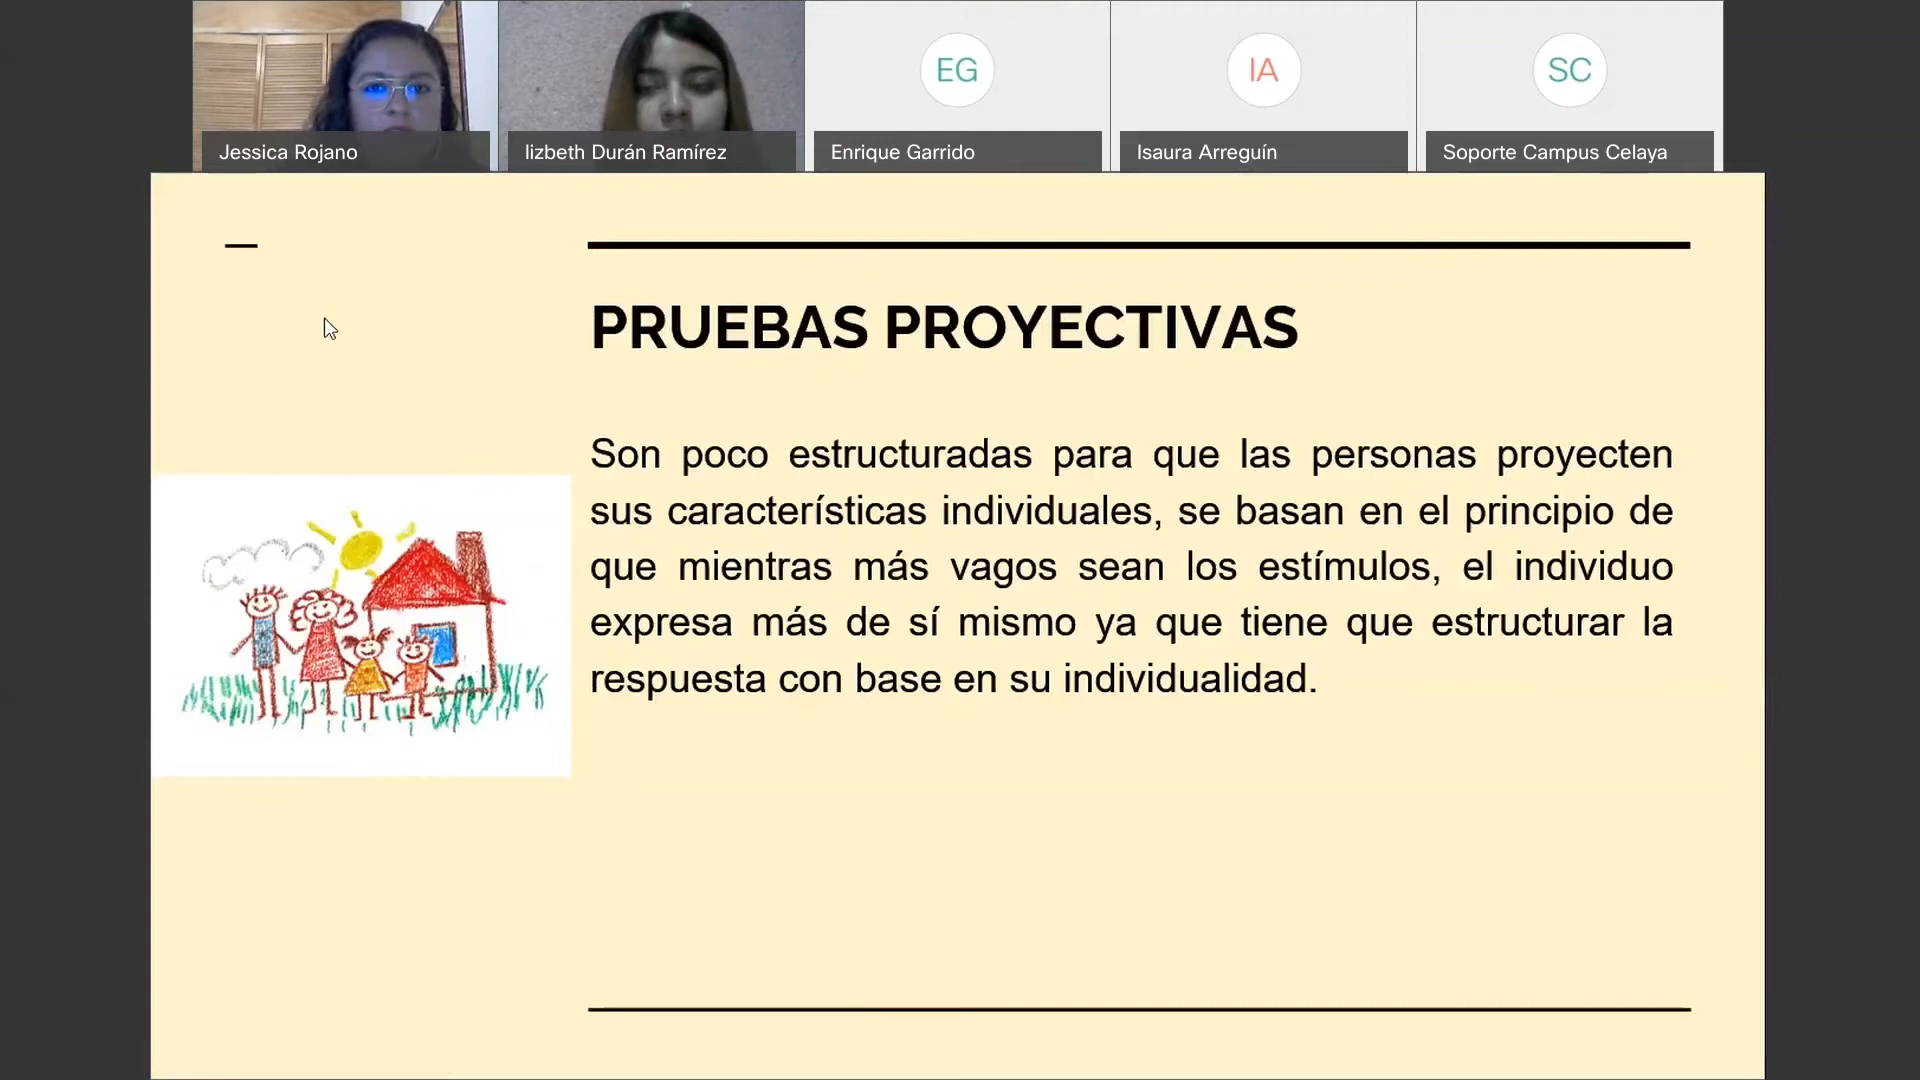 EG
IA
SC
Jessica Rojano
lizbeth Durán Ramírez
Enrique Garrido
Isaura Arreguín
Soporte Campus Celaya
PRUEBAS PROYECTIVAS
Son poco estructuradas para que las personas proyecten
sus características individuales, se basan en el principio de
que mientras más vagos sean los estímulos, el individuo
expresa más de sí mismo ya que tiene que estructurar la
respuesta con base en su individualidad.